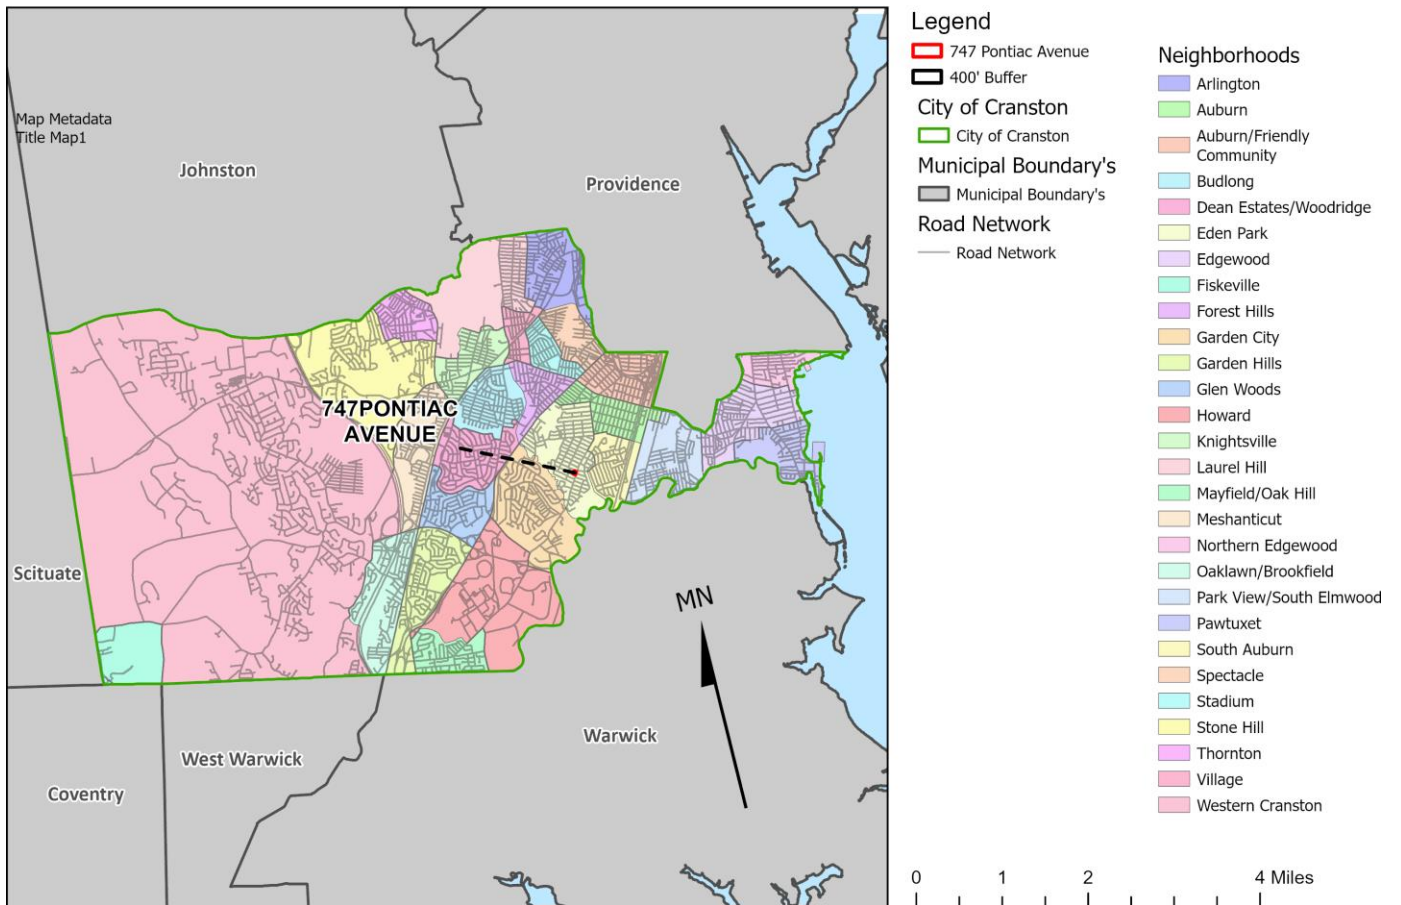 Map Metadata
Title Map1
Johnston
Providence
747PONTIAC
AVENUE
Scituate
MN
Warwick
West Warwick
Coventry
Legend
747 Pontiac Avenue
400' Buffer
City of Cranston
City of Cranston
Municipal Boundary's
Municipal Boundary's
Road Network
Road Network
Neighborhoods
Arlington
Auburn
Auburn/Friendly
Community
Budlong
Dean Estates/Woodridge
Eden Park
Edgewood
Fiskeville
Forest Hills
Garden City
Garden Hills
Glen Woods
Howard
Knightsville
Laurel Hill
Mayfield/Oak Hill
Meshanticut
Northern Edgewood
Oaklawn/Brookfield
Park View/South Elmwood
Pawtuxet
South Auburn
Spectacle
Stadium
Stone Hill
Thornton
Village
Western Cranston
0 1 2 4 Miles